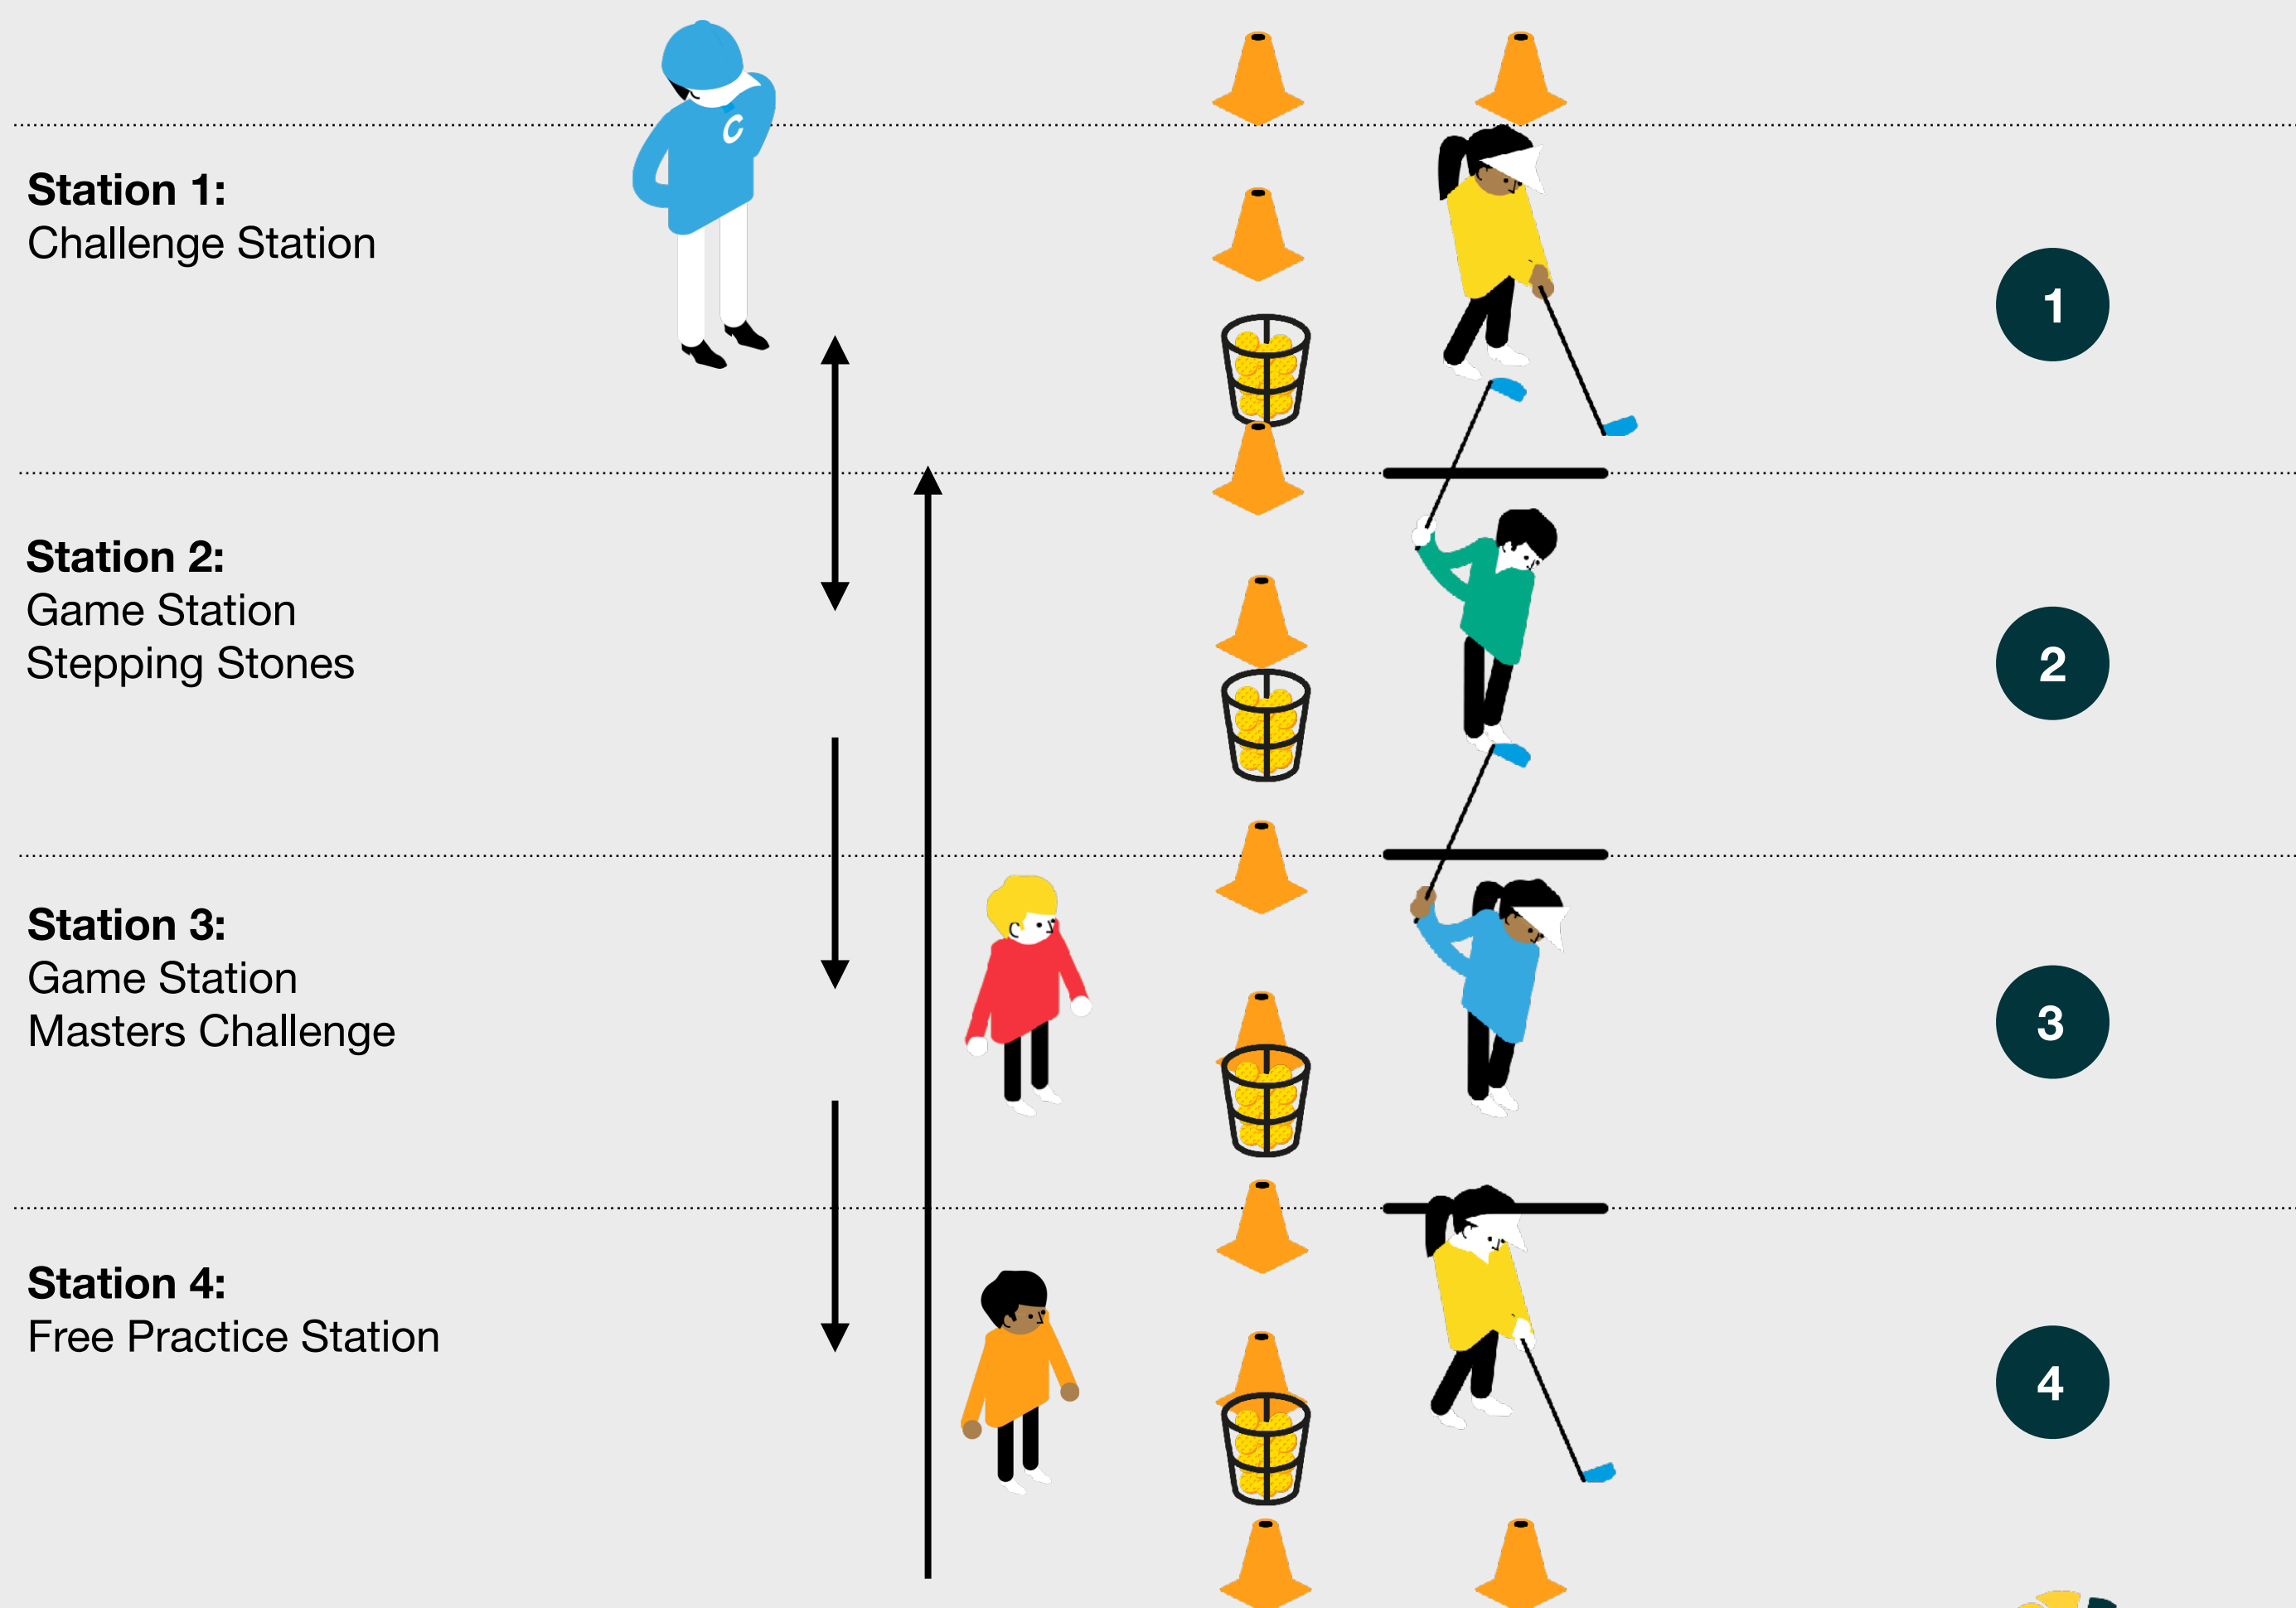 C
Station 1:
Challenge Station
1
Station 2:
Game Station
Stepping Stones
2
Station 3:
Game Station
Masters Challenge
3
Station 4:
Free Practice Station
4